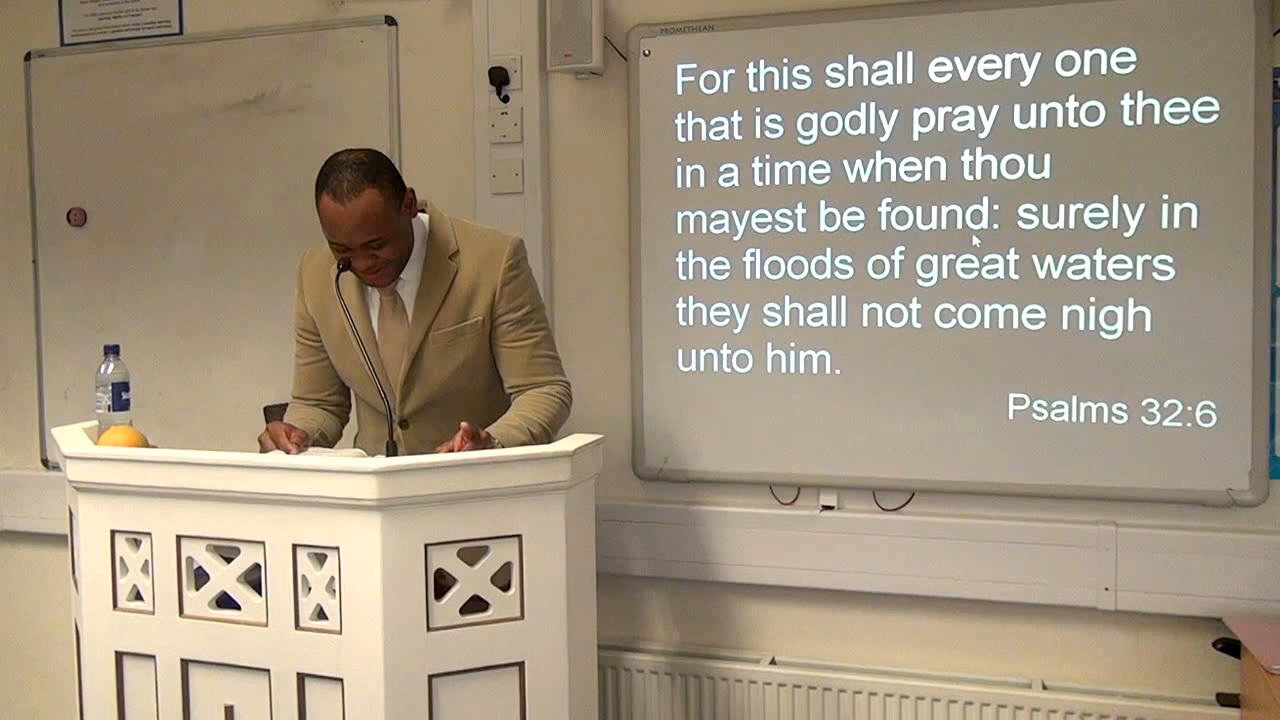 PROMETHEAN
For this shall every one
that is godly pray unto thee
in a time when thou
mayest be found: surely in
the floods of great waters
they shall not come nigh
unto him.
Psalms 32:6